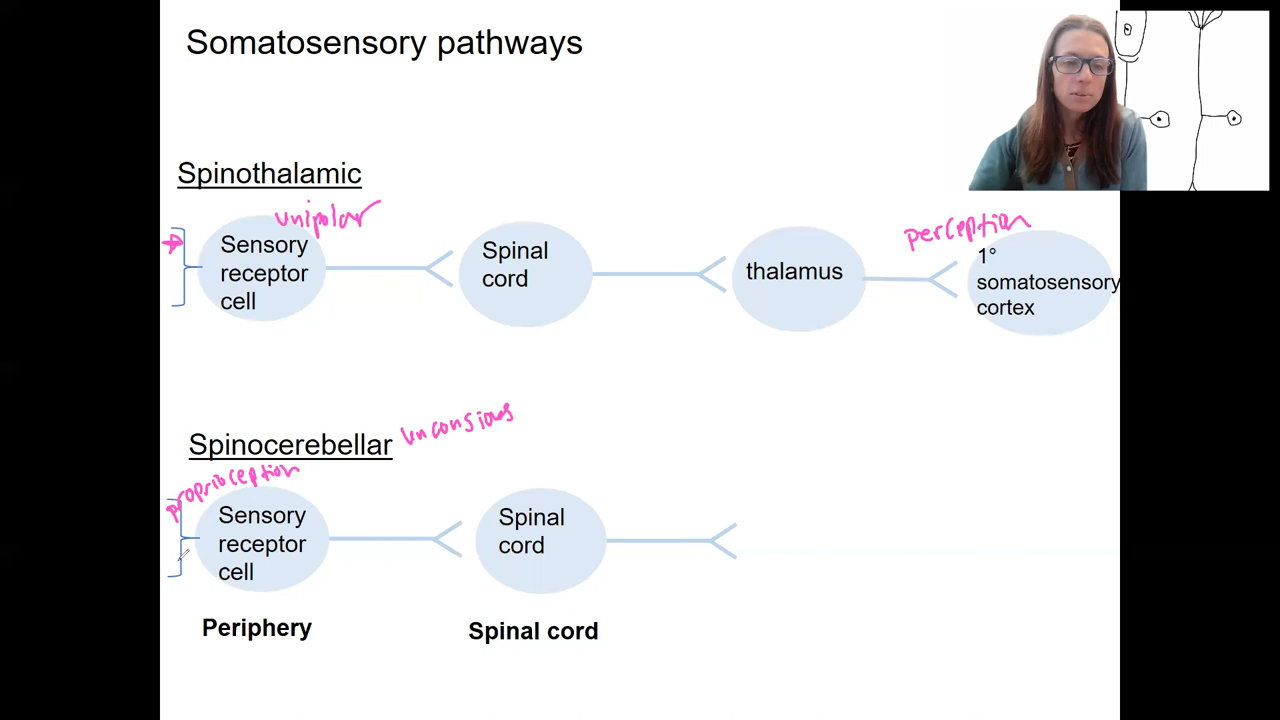 Somatosensory pathways
Spinothalamic
unipolar
Sensory
receptor
cell
Spinal
cord
thalamus
perception
1°
somatosensory
cortex
Spinocerebellar
unconsious
proprioception
Sensory
receptor
cell
Spinal
cord
Periphery
Spinal cord